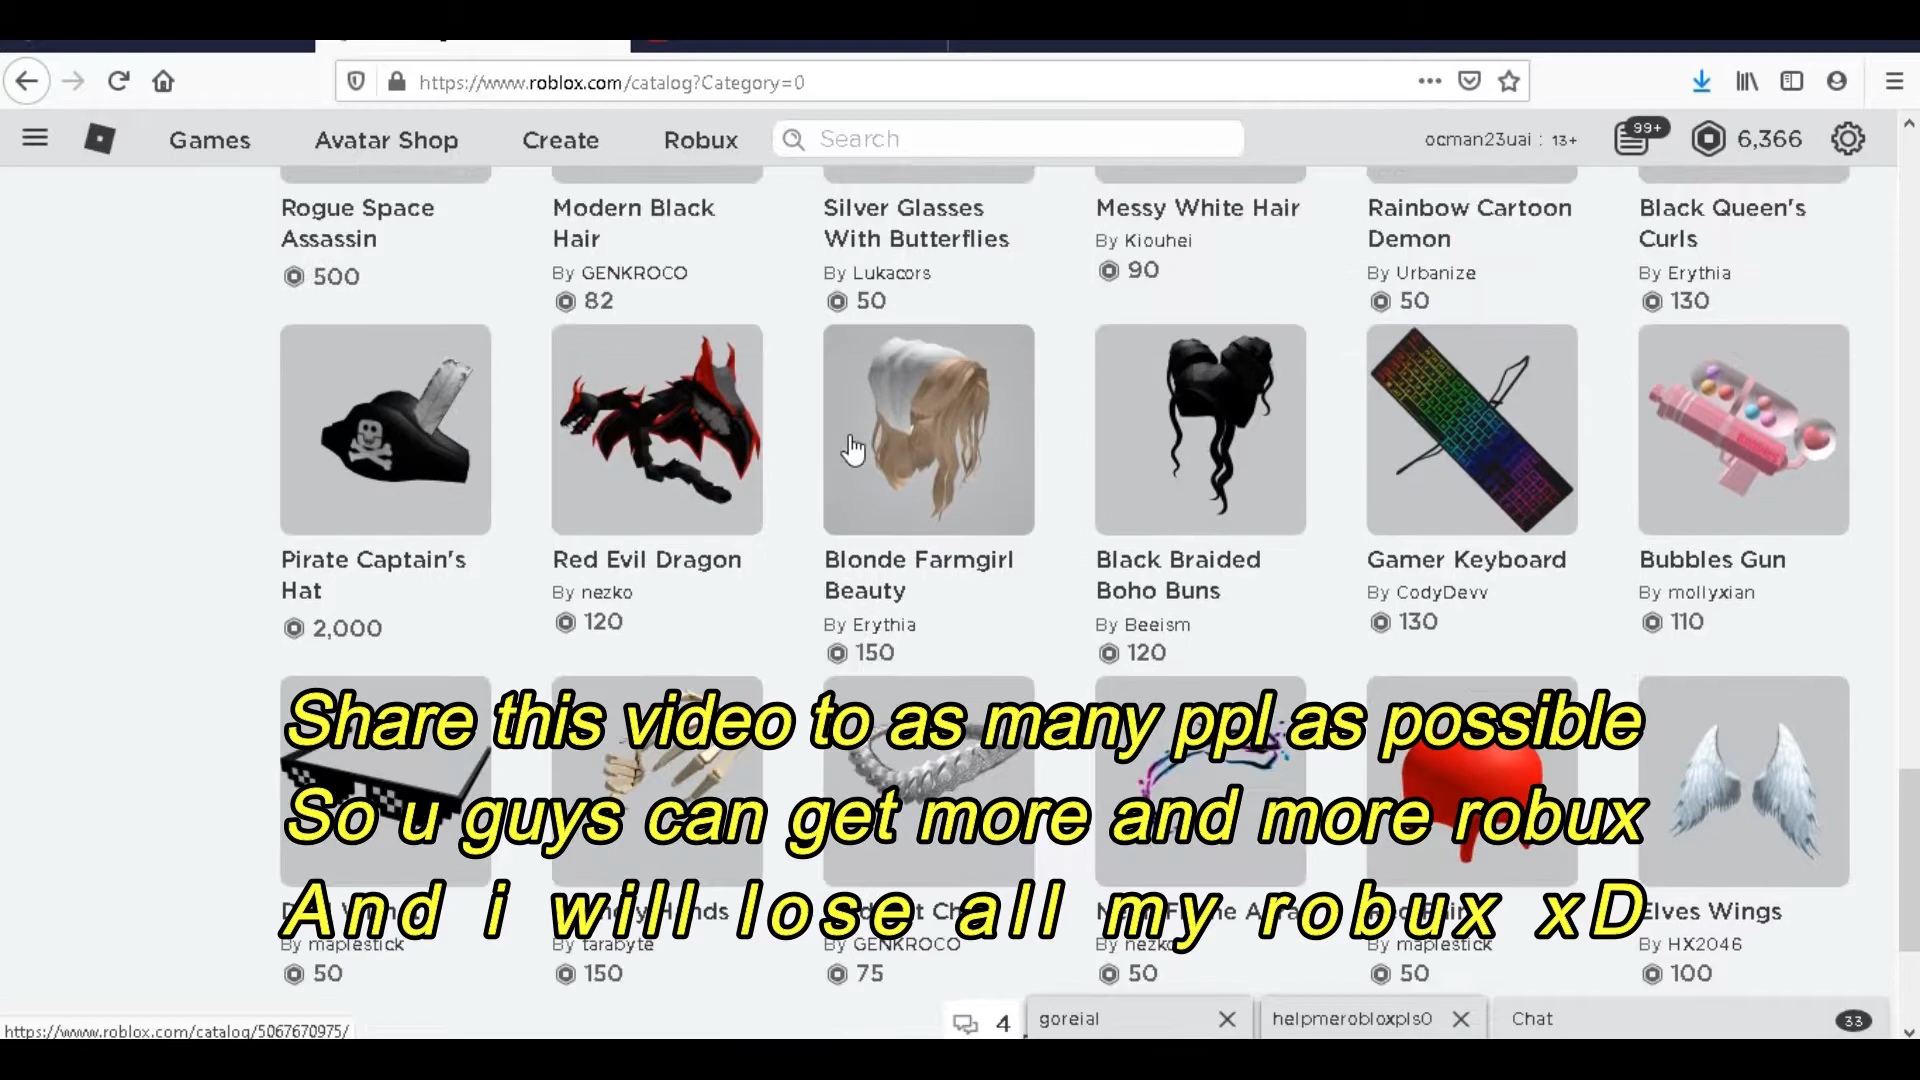 https://www.roblox.com/catalog?Category=0
Games Avatar Shop Create Robux Search ocman23uai : 13+ 99+ 6,366
Rogue Space Assassin
500
Modern Black Hair
By GENKROCO
82
Silver Glasses With Butterflies
By Lukacors
50
Messy White Hair
By Kiouhei
90
Rainbow Cartoon Demon
By Urbanize
50
Black Queen's Curls
By Erythia
130
Pirate Captain's Hat
2,000
Red Evil Dragon
By nezko
120
Blonde Farmgirl Beauty
By Erythia
150
Black Braided Boho Buns
By Beeism
120
Gamer Keyboard
By CodyDevv
130
Bubbles Gun
By mollyxian
110
Share this video to as many ppl as possible
So u guys can get more and more robux
And i will lose all my robux xD
By maplestick
50
Hands
By tarabyte
150
By GENKROCO
75
By nezko
50
By maplestick
50
Elves Wings
By HX2046
100
https://www.roblox.com/catalog/5067670975/
4 goreial helpmerobloxpls0 Chat 33